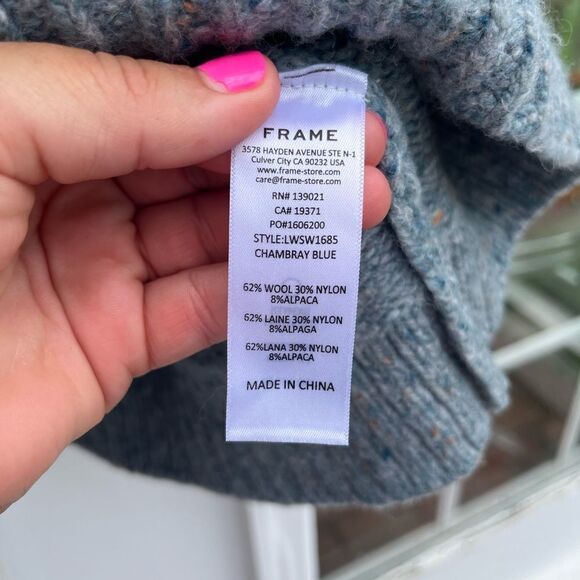 FRAME
3578 HAYDEN AVENUE STE N-1
Culver City CA 90232 USA
www.frame-store.com
care@frame-store.com
RN# 139021
CA# 19371
PO#1606200
STYLE:LWSW1685
CHAMBRAY BLUE
62% WOOL 30% NYLON
8%ALPACA
62% LAINE 30% NYLON
8%ALPAGA
62%LANA 30% NYLON
8%ALPACA
MADE IN CHINA